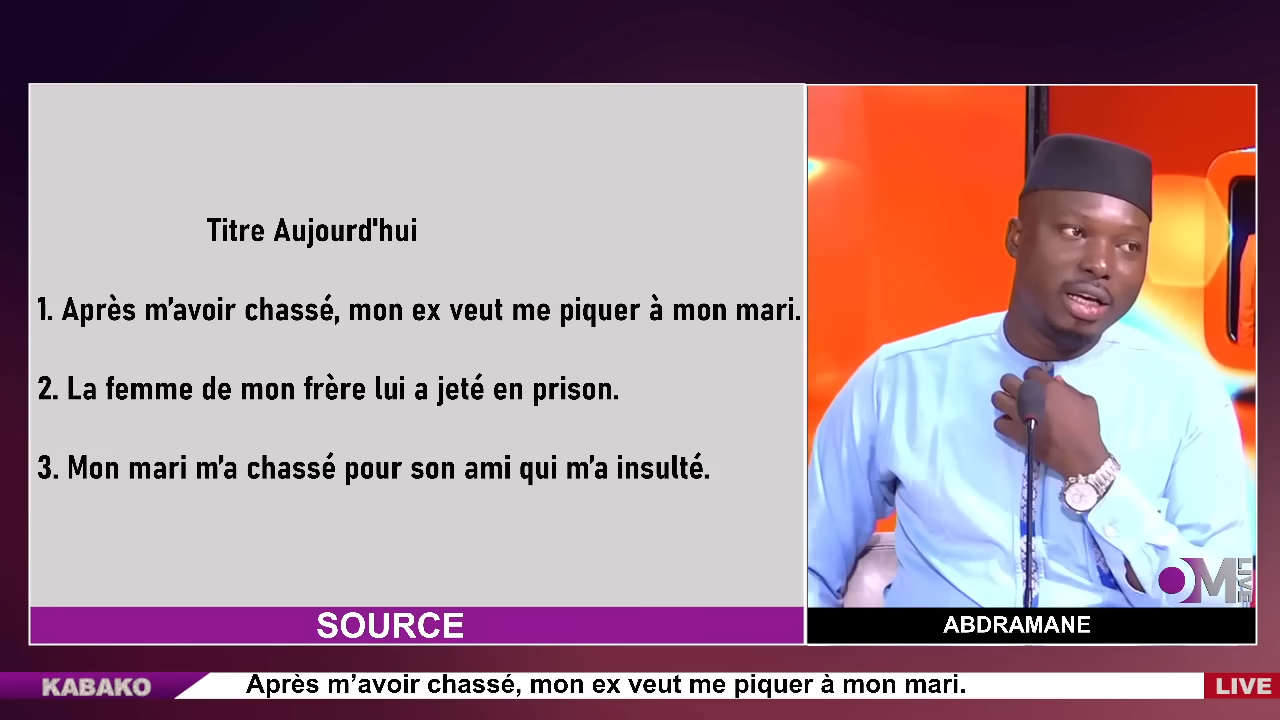 Titre Aujourd'hui
1. Après m’avoir chassé, mon ex veut me piquer à mon mari.
2. La femme de mon frère lui a jeté en prison.
3. Mon mari m’a chassé pour son ami qui m’a insulté.
SOURCE
OM LIVE
ABDRAMANE
KABAKO
Après m’avoir chassé, mon ex veut me piquer à mon mari.
LIVE